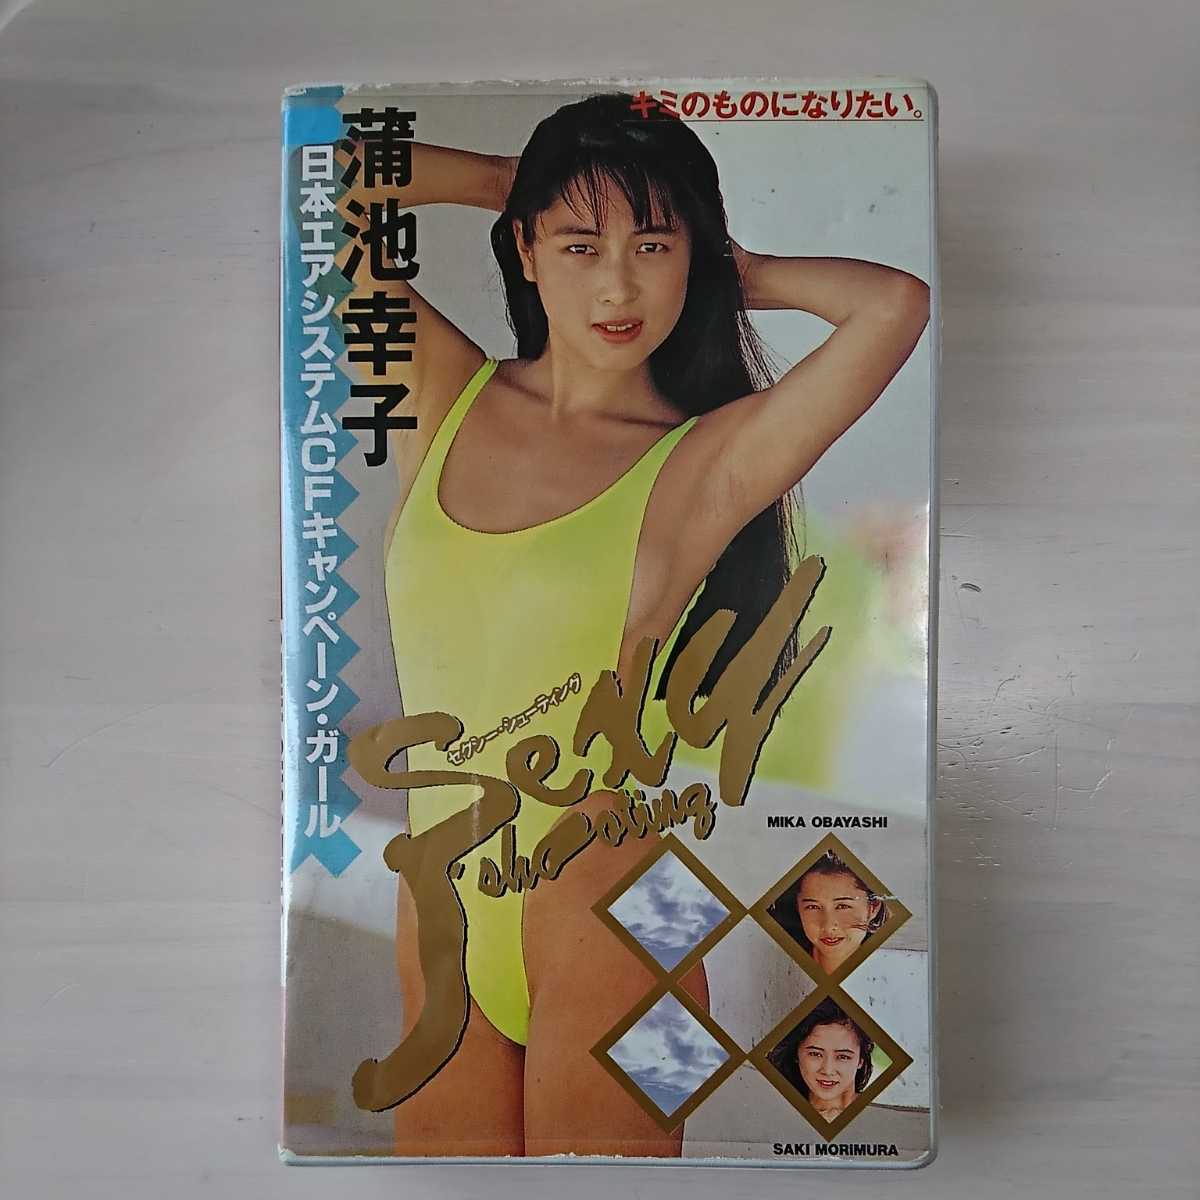 キミのものになりたい。
蒲池幸子
日本エアシステムCFキャンペーン・ガール
セクシー・シューティング
Sexy
shooting
MIKA OBAYASHI
SAKI MORIMURA